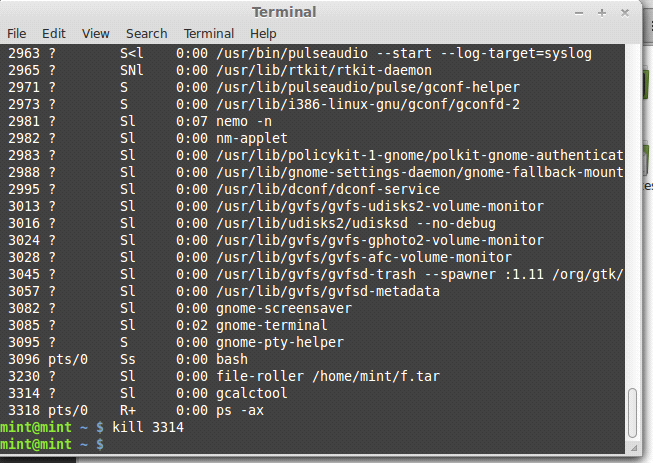 Terminal
File Edit View Search Terminal Help
2963 ? S<l 0:00 /usr/bin/pulseaudio --start --log-target=syslog
2965 ? SNl 0:00 /usr/lib/rtkit/rtkit-daemon
2971 ? S 0:00 /usr/lib/pulseaudio/pulse/gconf-helper
2973 ? S 0:00 /usr/lib/i386-linux-gnu/gconf/gconfd-2
2981 ? Sl 0:07 nemo -n
2982 ? Sl 0:00 nm-applet
2983 ? Sl 0:00 /usr/lib/policykit-1-gnome/polkit-gnome-authenticat
2988 ? Sl 0:00 /usr/lib/gnome-settings-daemon/gnome-fallback-mount
2995 ? Sl 0:00 /usr/lib/dconf/dconf-service
3013 ? Sl 0:00 /usr/lib/gvfs/gvfs-udisks2-volume-monitor
3016 ? Sl 0:00 /usr/lib/udisks2/udisksd --no-debug
3024 ? Sl 0:00 /usr/lib/gvfs/gvfs-gphoto2-volume-monitor
3028 ? Sl 0:00 /usr/lib/gvfs/gvfs-afc-volume-monitor
3045 ? Sl 0:00 /usr/lib/gvfs/gvfsd-trash --spawner :1.11 /org/gtk/
3057 ? Sl 0:00 /usr/lib/gvfs/gvfsd-metadata
3082 ? Sl 0:00 gnome-screensaver
3085 ? Sl 0:02 gnome-terminal
3095 ? S 0:00 gnome-pty-helper
3096 pts/0 Ss 0:00 bash
3230 ? Sl 0:00 file-roller /home/mint/f.tar
3314 ? Sl 0:00 gcalctool
3318 pts/0 R+ 0:00 ps -ax
mint@mint ~ $ kill 3314
mint@mint ~ $